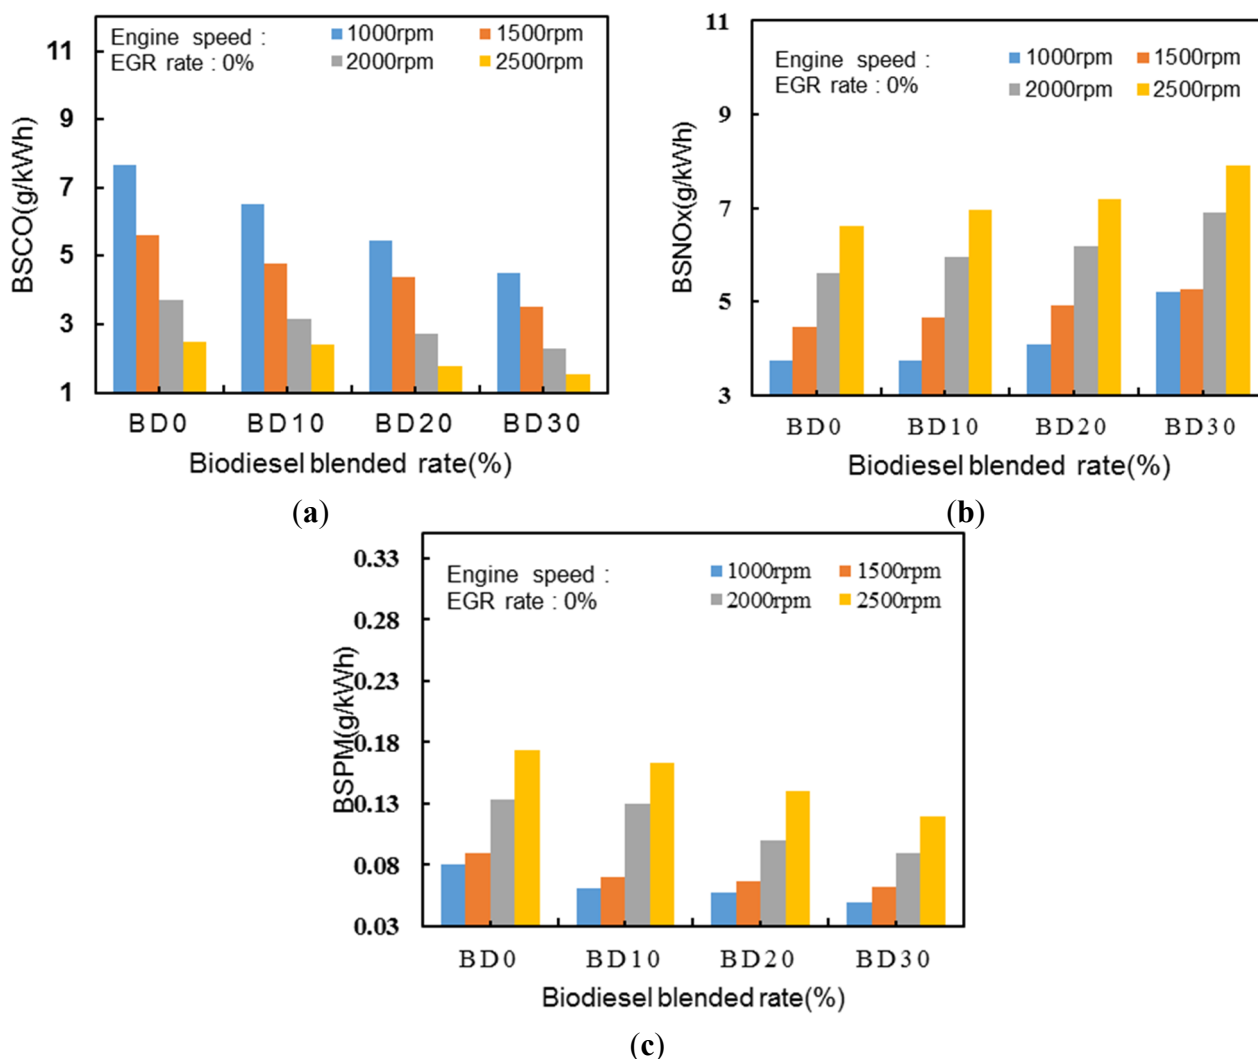 Engine speed :
EGR rate : 0%
1000rpm 1500rpm
2000rpm 2500rpm
BSCO(g/kWh)
11
9
7
5
3
1
BD0 BD10 BD20 BD30
Biodiesel blended rate(%)
(a)
Engine speed :
EGR rate : 0%
1000rpm 1500rpm
2000rpm 2500rpm
BSNOx(g/kWh)
11
9
7
5
3
BD0 BD10 BD20 BD30
Biodiesel blended rate(%)
(b)
Engine speed :
EGR rate : 0%
1000rpm 1500rpm
2000rpm 2500rpm
BSPM(g/kWh)
0.33
0.28
0.23
0.18
0.13
0.08
0.03
BD0 BD10 BD20 BD30
Biodiesel blended rate(%)
(c)